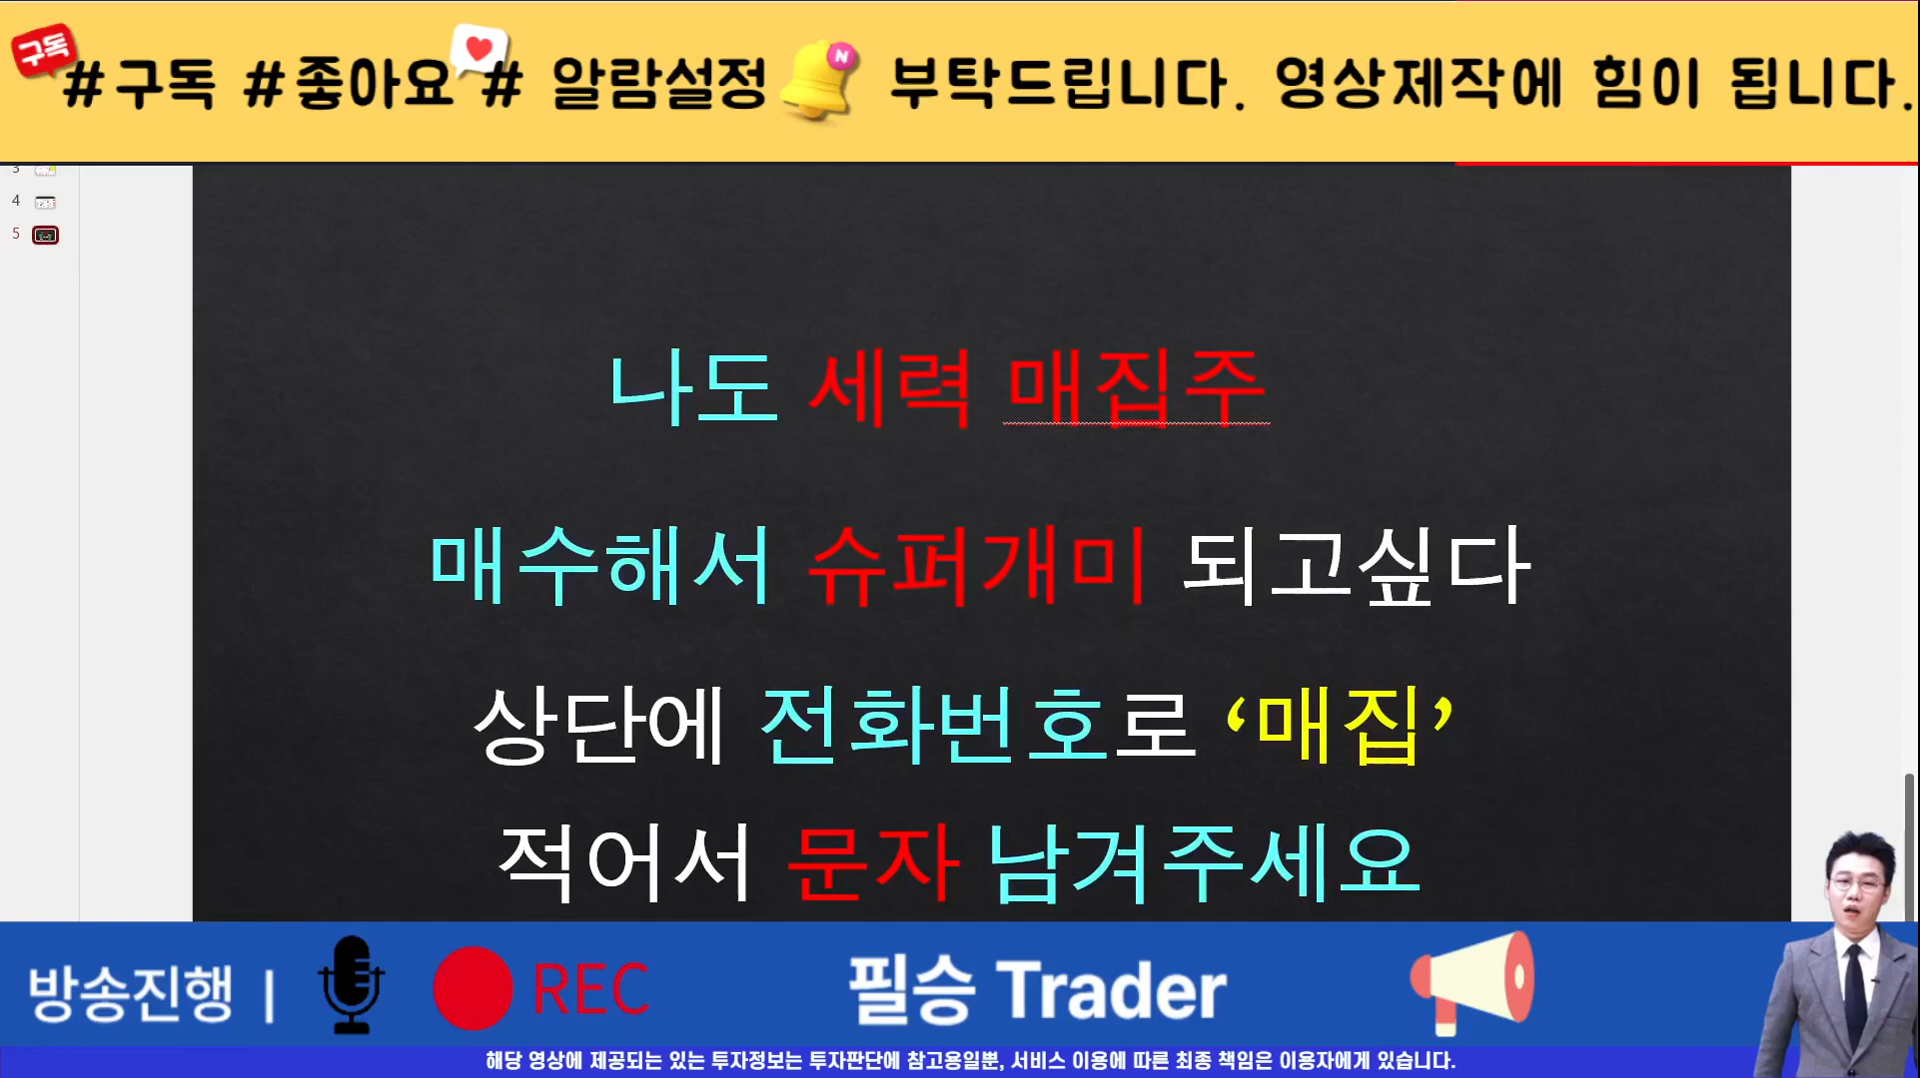 구독
#구독 #좋아요 # 알람설정 N 부탁드립니다. 영상제작에 힘이 됩니다.
3
4
5
나도 세력 매집주
매수해서 슈퍼개미 되고싶다
상단에 전화번호로 ‘매집’
적어서 문자 남겨주세요
방송진행 | REC 필승 Trader
해당 영상에 제공되는 있는 투자정보는 투자판단에 참고용일뿐, 서비스 이용에 따른 최종 책임은 이용자에게 있습니다.